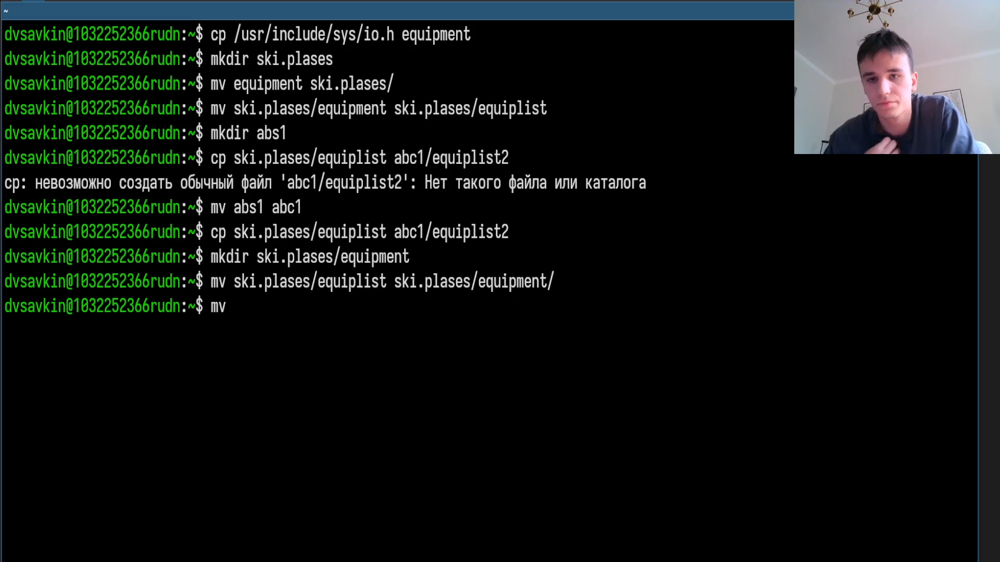 ~
dvsavkin@1032252366rudn:~$ cp /usr/include/sys/io.h equipment
dvsavkin@1032252366rudn:~$ mkdir ski.plases
dvsavkin@1032252366rudn:~$ mv equipment ski.plases/
dvsavkin@1032252366rudn:~$ mv ski.plases/equipment ski.plases/equiplist
dvsavkin@1032252366rudn:~$ mkdir abs1
dvsavkin@1032252366rudn:~$ cp ski.plases/equiplist abc1/equiplist2
cp: невозможно создать обычный файл 'abc1/equiplist2': Нет такого файла или каталога
dvsavkin@1032252366rudn:~$ mv abs1 abc1
dvsavkin@1032252366rudn:~$ cp ski.plases/equiplist abc1/equiplist2
dvsavkin@1032252366rudn:~$ mkdir ski.plases/equipment
dvsavkin@1032252366rudn:~$ mv ski.plases/equiplist ski.plases/equipment/
dvsavkin@1032252366rudn:~$ mv